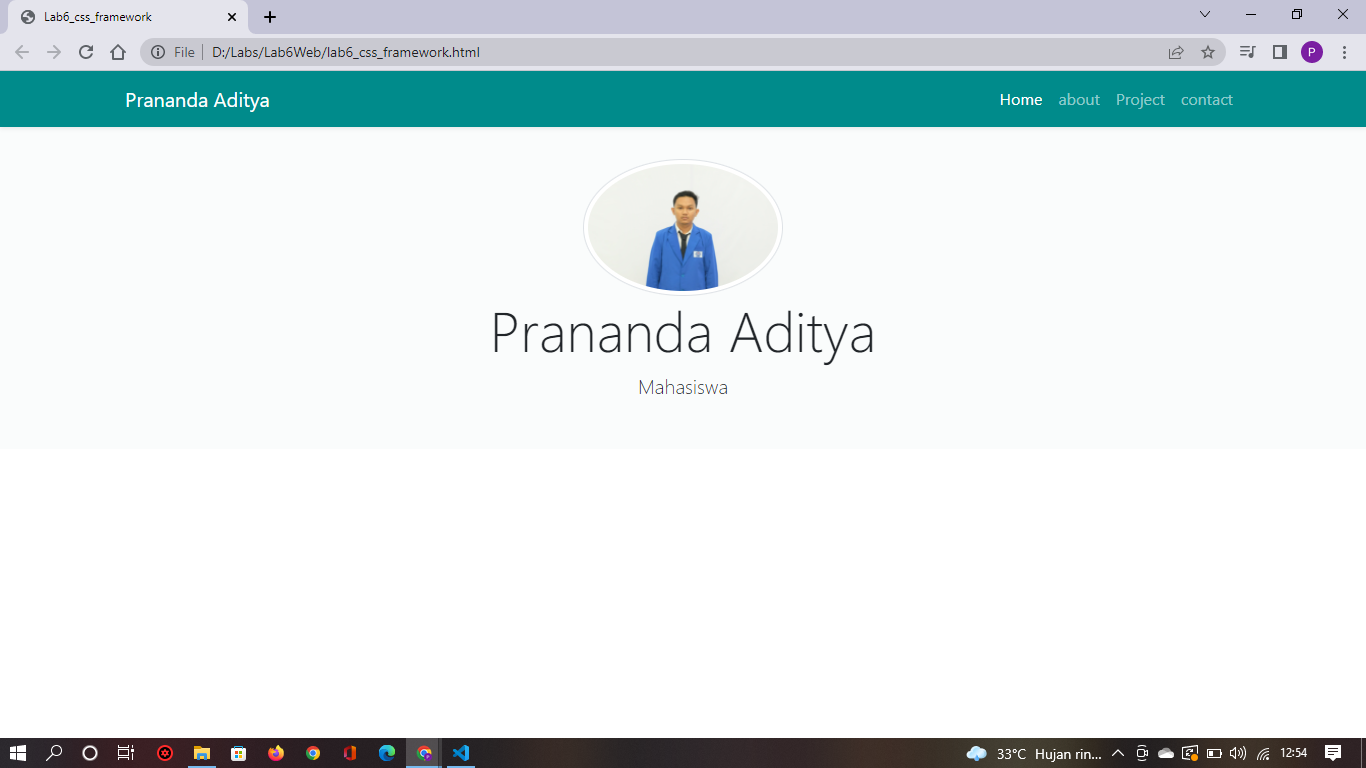 Lab6_css_framework
File D:/Labs/Lab6Web/lab6_css_framework.html
P
Prananda Aditya
Home about Project contact
Prananda Aditya
Mahasiswa
33°C Hujan rin... 12:54